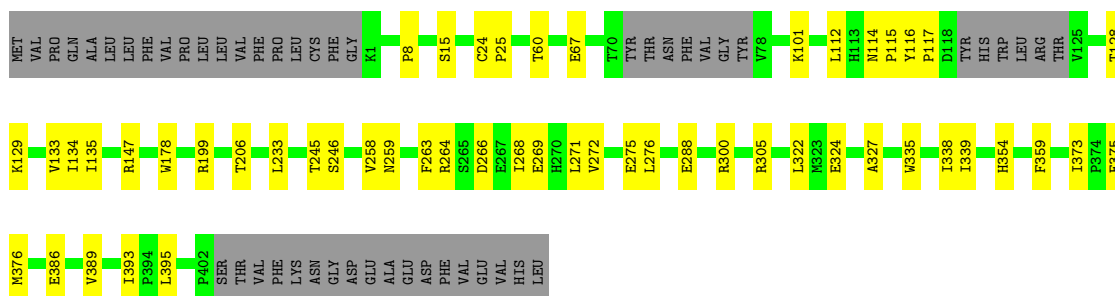 MET VAL PRO GLN ALA LEU LEU PHE VAL PRO LEU LEU VAL PHE PRO LEU CYS PHE GLY K1 P8 S15 C24 P25 T60 E67 T70 TYR THR ASN PHE VAL GLY TYR V78 K101 L112 H113 N114 P115 Y116 P117 D118 TYR HIS TRP LEU ARG THR V125 T128
K129 V133 I134 I135 R147 W178 R199 T206 L233 T245 S246 V258 N259 F263 R264 S265 D266 E267 I268 E269 H270 L271 V272 E275 L276 E288 R300 R305 L322 M323 E324 A327 W335 I338 I339 H354 F359 I373 P374
M376 E386 V389 I393 P394 L395 P402 SER THR VAL PHE LYS ASN GLY ASP GLU ALA GLU ASP PHE VAL GLU VAL HIS LEU